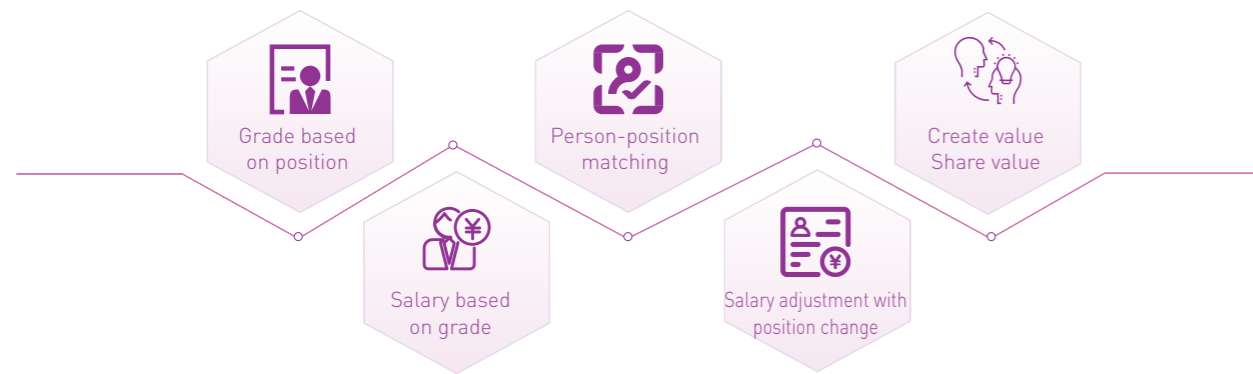 Grade based
on position
Salary based
on grade
Person-position
matching
Salary adjustment with
position change
Create value
Share value